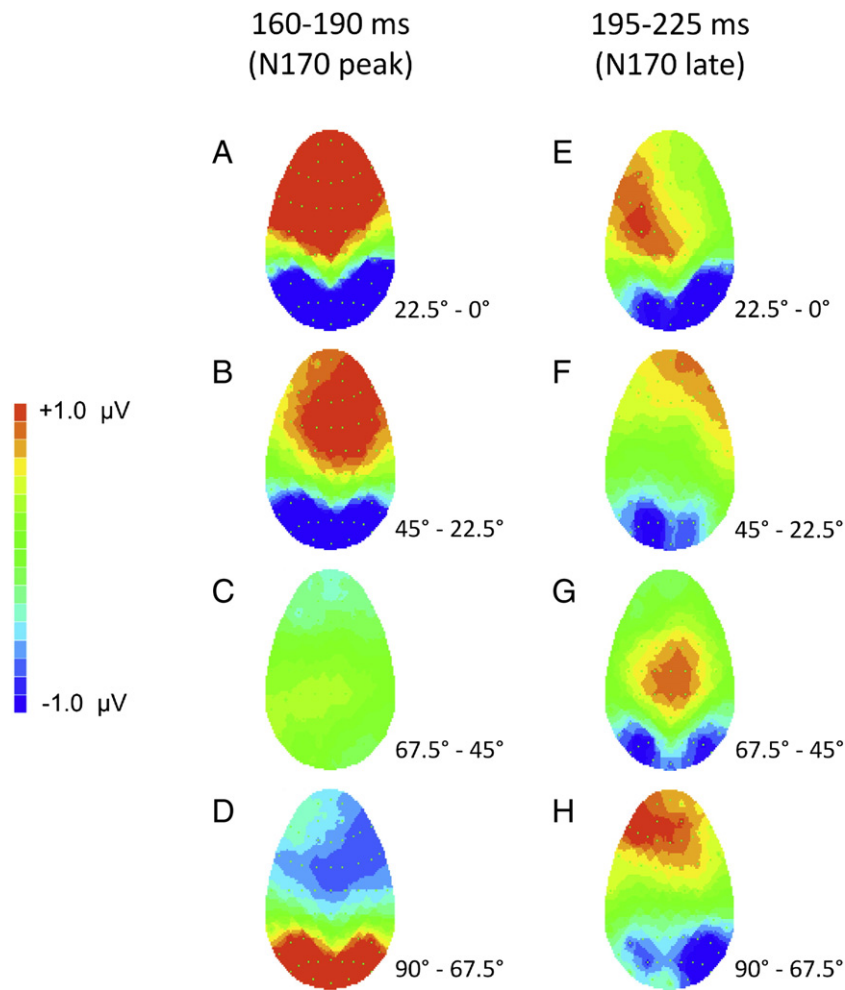 160-190 ms
(N170 peak)
195-225 ms
(N170 late)
A
22.5° - 0°
E
22.5° - 0°
B
45° - 22.5°
F
45° - 22.5°
+1.0 µV
-1.0 µV
C
67.5° - 45°
G
67.5° - 45°
D
90° - 67.5°
H
90° - 67.5°